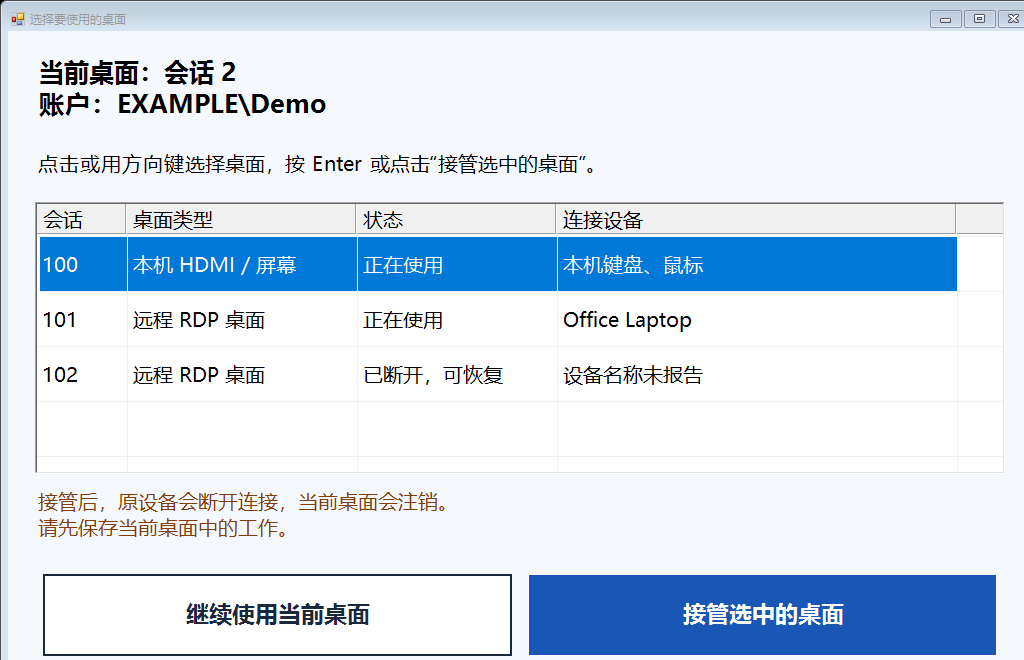 选择要使用的桌面
当前桌面：会话 2
账户：EXAMPLE\Demo
点击或用方向键选择桌面，按 Enter 或点击“接管选中的桌面”。
会话 桌面类型 状态 连接设备
100 本机 HDMI / 屏幕 正在使用 本机键盘、鼠标
101 远程 RDP 桌面 正在使用 Office Laptop
102 远程 RDP 桌面 已断开，可恢复 设备名称未报告
接管后，原设备会断开连接，当前桌面会注销。
请先保存当前桌面中的工作。
继续使用当前桌面 接管选中的桌面